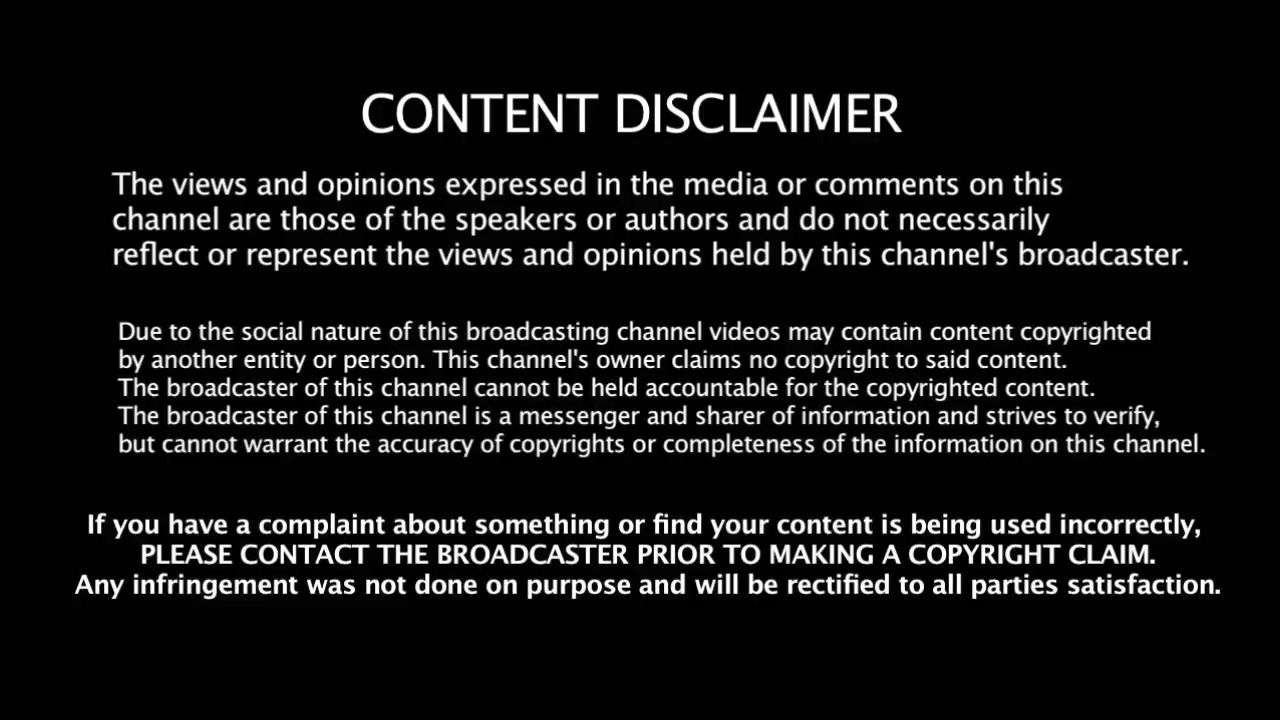 CONTENT DISCLAIMER
The views and opinions expressed in the media or comments on this
channel are those of the speakers or authors and do not necessarily
reflect or represent the views and opinions held by this channel's broadcaster.
Due to the social nature of this broadcasting channel videos may contain content copyrighted
by another entity or person. This channel's owner claims no copyright to said content.
The broadcaster of this channel cannot be held accountable for the copyrighted content.
The broadcaster of this channel is a messenger and sharer of information and strives to verify,
but cannot warrant the accuracy of copyrights or completeness of the information on this channel.
If you have a complaint about something or find your content is being used incorrectly,
PLEASE CONTACT THE BROADCASTER PRIOR TO MAKING A COPYRIGHT CLAIM.
Any infringement was not done on purpose and will be rectified to all parties satisfaction.